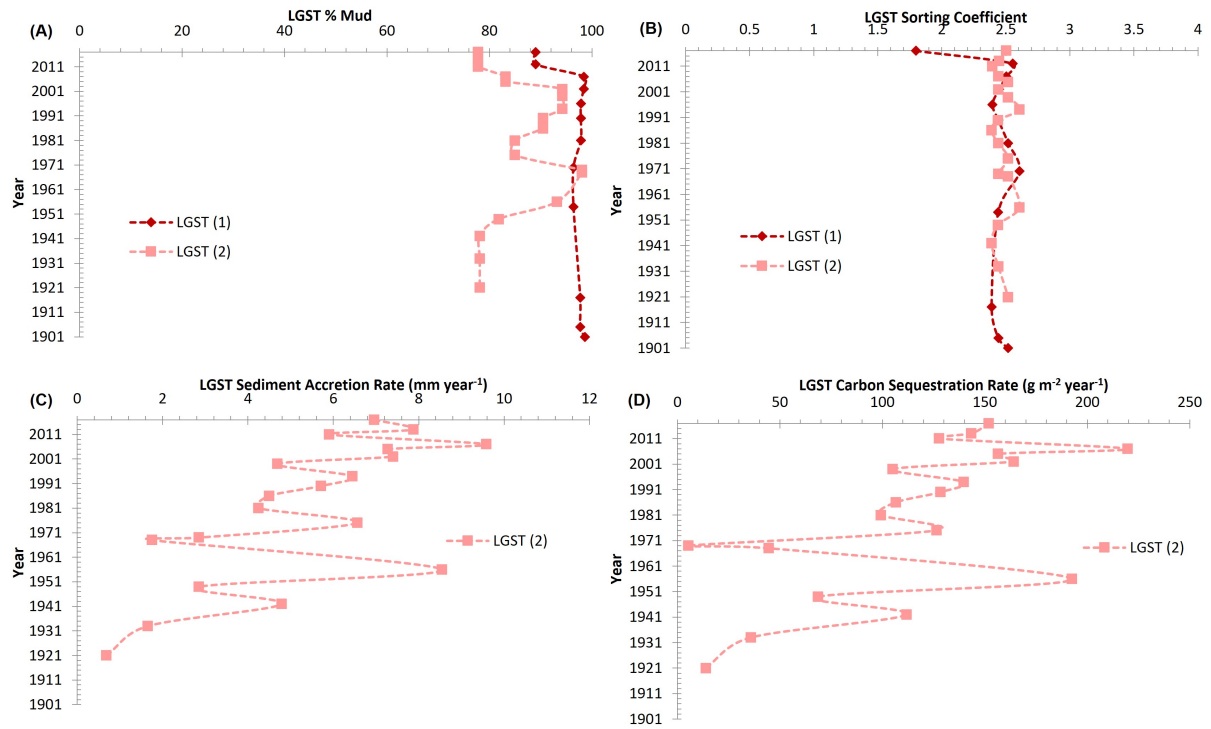 LGST % Mud
(A)
0 20 40 60 80 100
2011
2001
1991
1981
1971
1961
1951
1941
1931
1921
1911
1901
Year
LGST (1)
LGST (2)
LGST Sorting Coefficient
(B)
0 0.5 1 1.5 2 2.5 3 3.5 4
2011
2001
1991
1981
1971
1961
1951
1941
1931
1921
1911
1901
Year
LGST (1)
LGST (2)
LGST Sediment Accretion Rate (mm year-1)
(C)
0 2 4 6 8 10 12
2011
2001
1991
1981
1971
1961
1951
1941
1931
1921
1911
1901
Year
LGST (2)
LGST Carbon Sequestration Rate (g m-2 year-1)
(D)
0 50 100 150 200 250
2011
2001
1991
1981
1971
1961
1951
1941
1931
1921
1911
1901
Year
LGST (2)